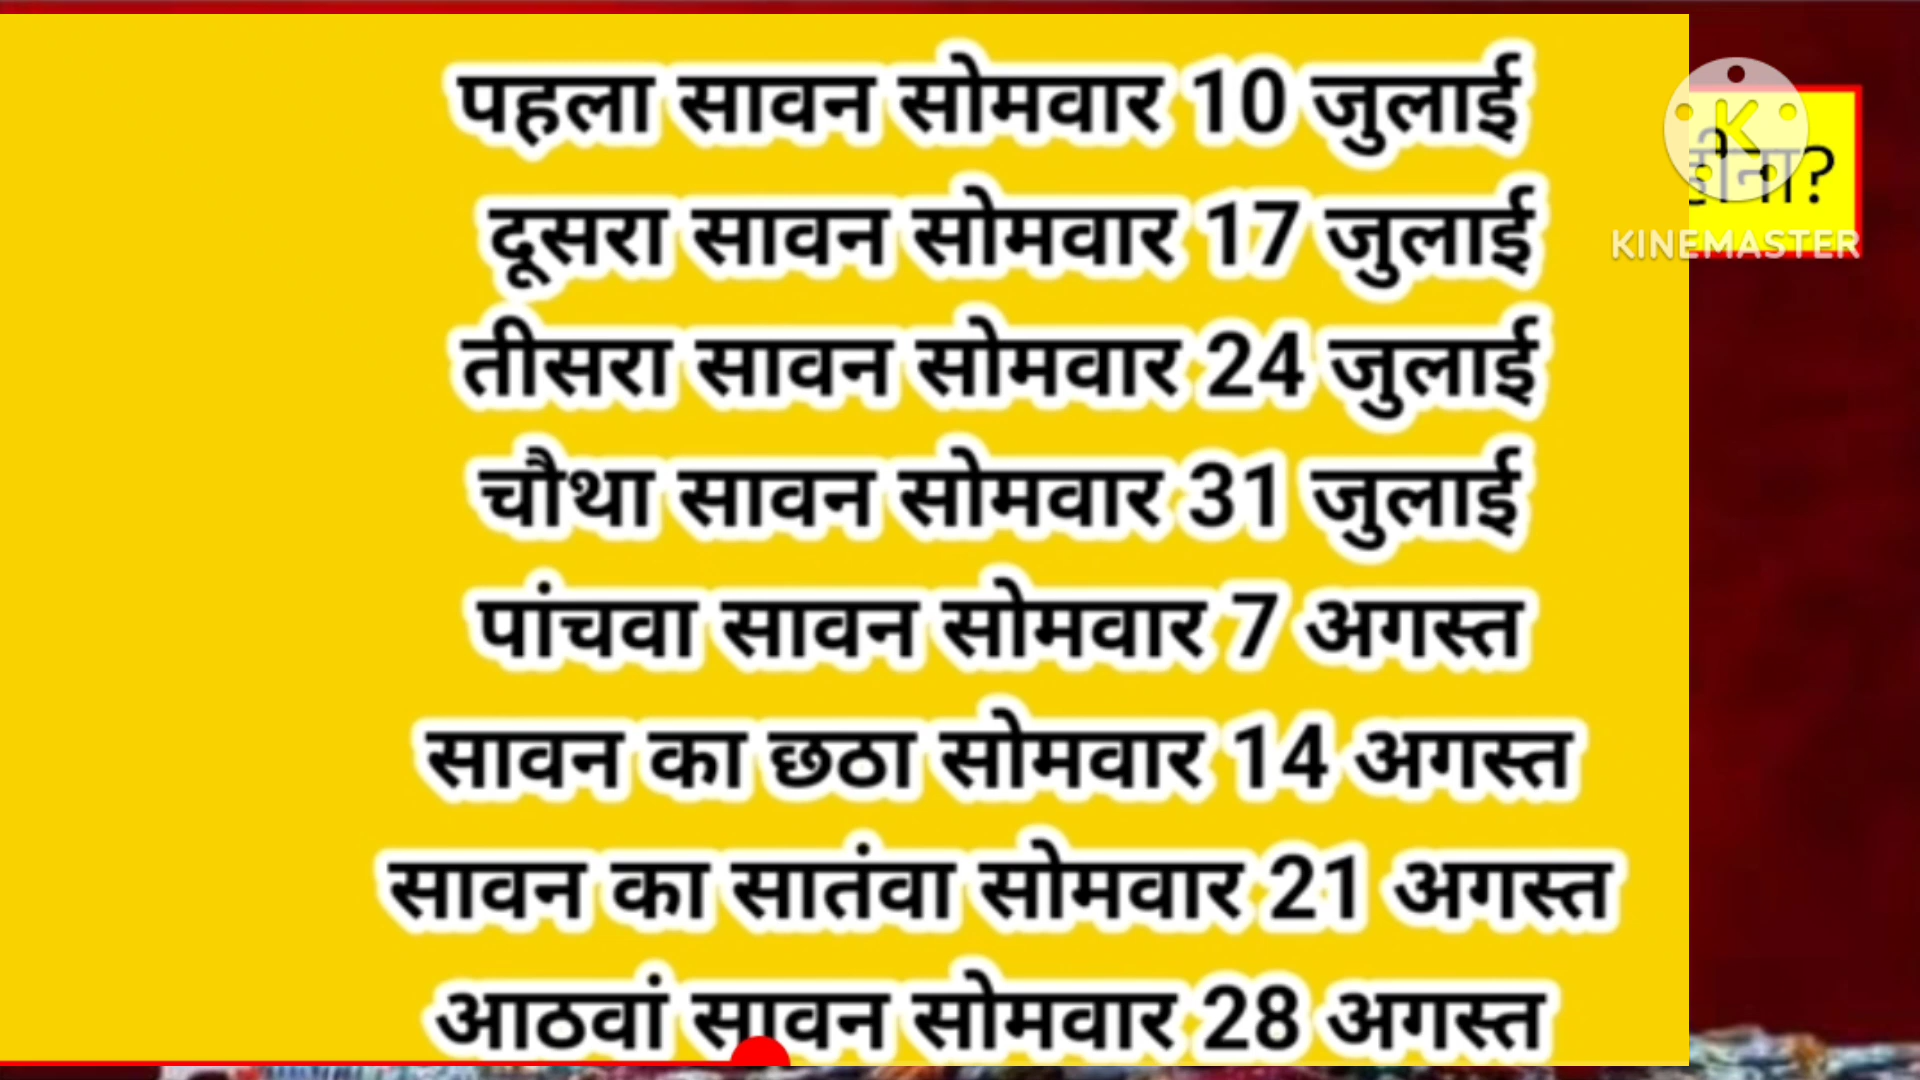 पहला सावन सोमवार 10 जुलाई
दूसरा सावन सोमवार 17 जुलाई
तीसरा सावन सोमवार 24 जुलाई
चौथा सावन सोमवार 31 जुलाई
पांचवा सावन सोमवार 7 अगस्त
सावन का छठा सोमवार 14 अगस्त
सावन का सातंवा सोमवार 21 अगस्त
आठवां सावन सोमवार 28 अगस्त
K
KINEMASTER